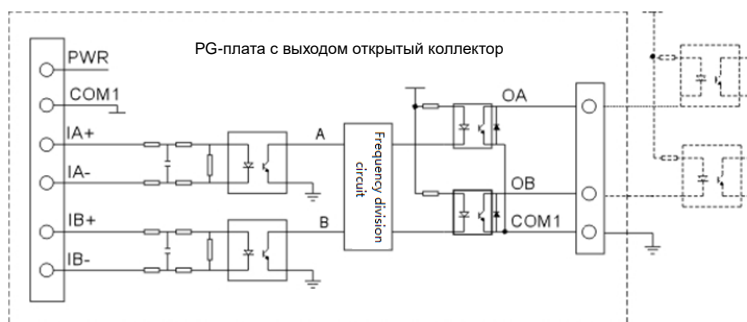 PG-плата с выходом открытый коллектор
PWR
COM1
IA+
IA-
IB+
IB-
A
B
Frequency division
circuit
OA
OB
COM1